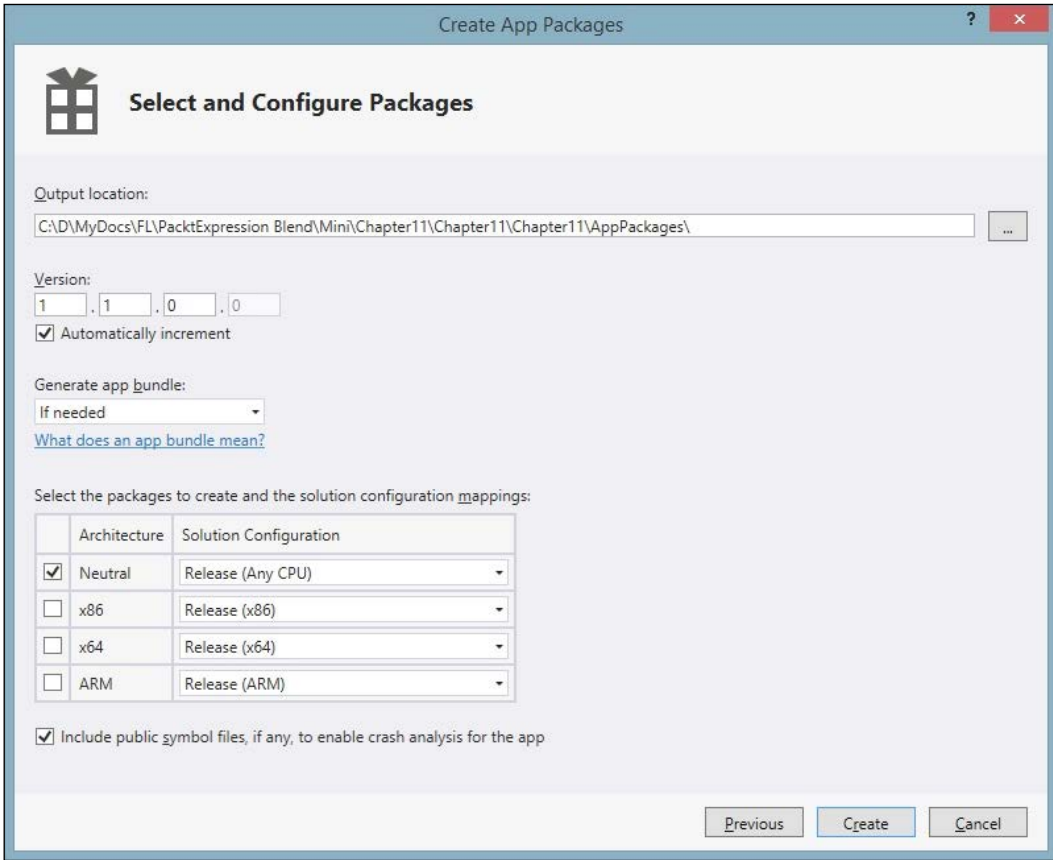 Create App Packages
?
Select and Configure Packages
Output location:
C:\D\MyDocs\FL\PacktExpression Blend\Mini\Chapter11\Chapter11\Chapter11\AppPackages\
...
Version:
1 . 1 . 0 . 0
Automatically increment
Generate app bundle:
If needed
What does an app bundle mean?
Select the packages to create and the solution configuration mappings:
Architecture Solution Configuration
Neutral Release (Any CPU)
x86 Release (x86)
x64 Release (x64)
ARM Release (ARM)
Include public symbol files, if any, to enable crash analysis for the app
Previous Create Cancel